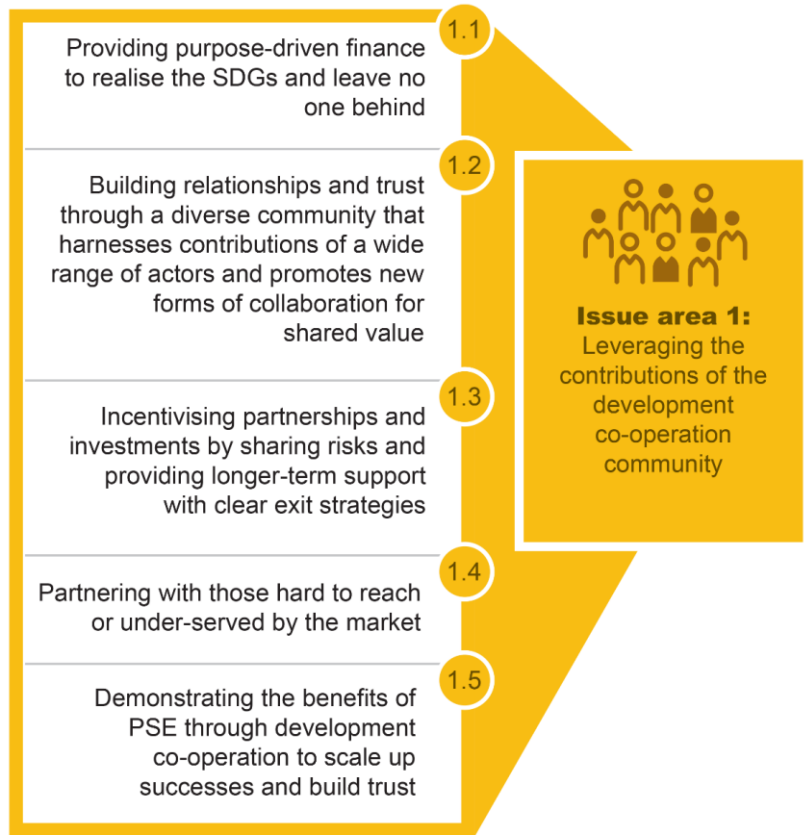 1.1
Providing purpose-driven finance
to realise the SDGs and leave no
one behind
1.2
Building relationships and trust
through a diverse community that
harnesses contributions of a wide
range of actors and promotes new
forms of collaboration for
shared value
1.3
Incentivising partnerships and
investments by sharing risks and
providing longer-term support
with clear exit strategies
1.4
Partnering with those hard to reach
or under-served by the market
1.5
Demonstrating the benefits of
PSE through development
co-operation to scale up
successes and build trust
Issue area 1:
Leveraging the
contributions of the
development
co-operation
community